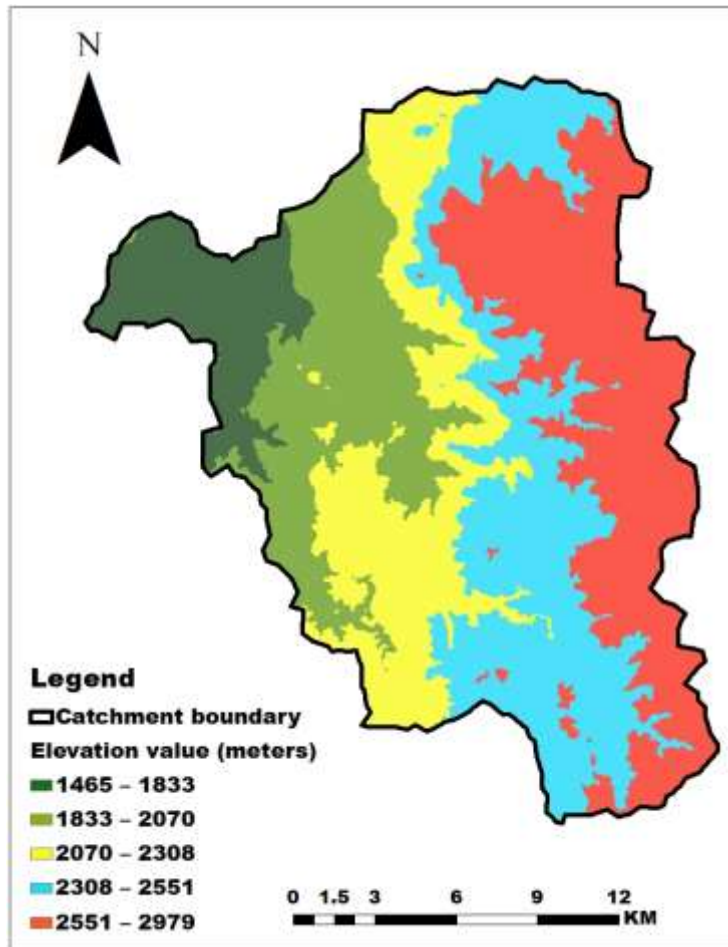 N
Legend
Catchment boundary
Elevation value (meters)
1465 – 1833
1833 – 2070
2070 – 2308
2308 – 2551
2551 – 2979
0 1.5 3 6 9 12
KM